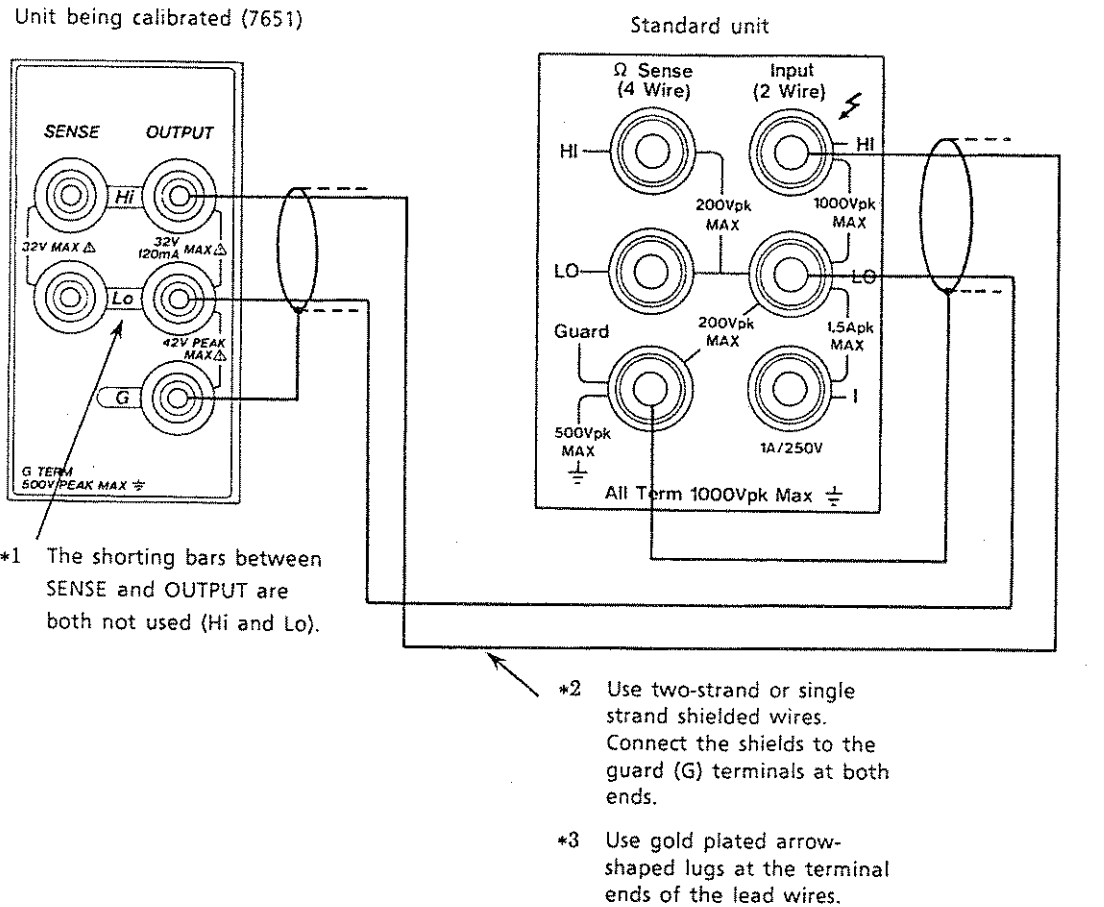 Unit being calibrated (7651)
SENSE OUTPUT
Hi
32V MAX ⚠
32V
120mA MAX ⚠
Lo
42V PEAK
MAX ⚠
G
G TERM
500V PEAK MAX ⏚
Standard unit
Ω Sense
(4 Wire)
Input
(2 Wire)
HI
HI
200Vpk
MAX
1000Vpk
MAX
LO
LO
Guard
200Vpk
MAX
1.5Apk
MAX
I
500Vpk
MAX
1A/250V
All Term 1000Vpk Max ⏚
*1 The shorting bars between
SENSE and OUTPUT are
both not used (Hi and Lo).
*2 Use two-strand or single
strand shielded wires.
Connect the shields to the
guard (G) terminals at both
ends.
*3 Use gold plated arrow-
shaped lugs at the terminal
ends of the lead wires.